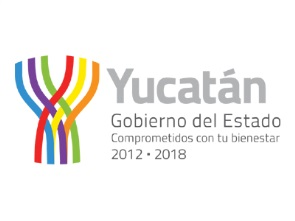 Yucatán
Gobierno del Estado
Comprometidos con tu bienestar
2012 • 2018